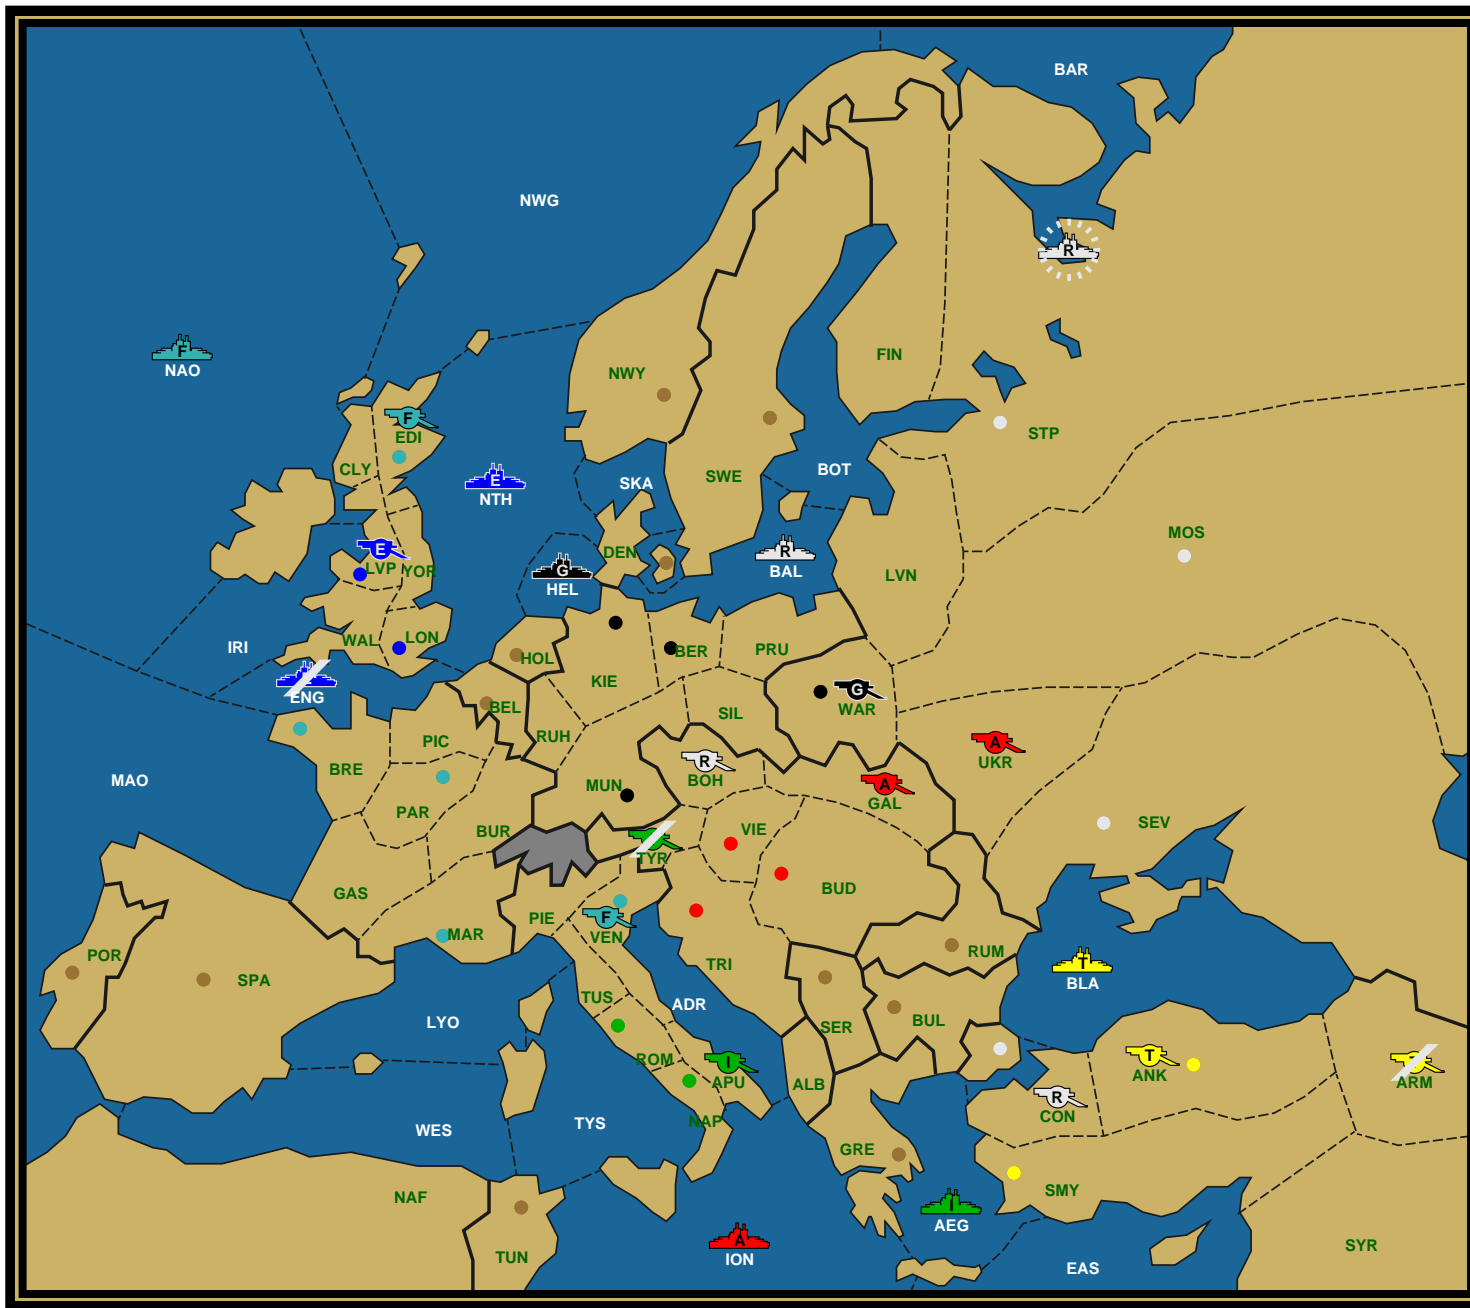 BAR
NWG
R
F
NAO
FIN
NWY
F
EDI
STP
CLY
SKA
BOT
SWE
E
NTH
MOS
E
LVP
YOR
DEN
R
BAL
G
HEL
LVN
IRI
WAL
LON
HOL
BER
PRU
KIE
ENG
BEL
G
WAR
SIL
RUH
PIC
A
UKR
BRE
R
BOH
MAO
MUN
A
GAL
PAR
SEV
BUR
VIE
TYR
BUD
GAS
PIE
F
VEN
MAR
POR
SPA
TRI
RUM
T
BLA
TUS
ADR
LYO
SER
BUL
ROM
I
APU
T
ANK
ARM
ALB
R
CON
NAP
WES
TYS
GRE
SMY
NAF
I
AEG
A
ION
TUN
EAS
SYR